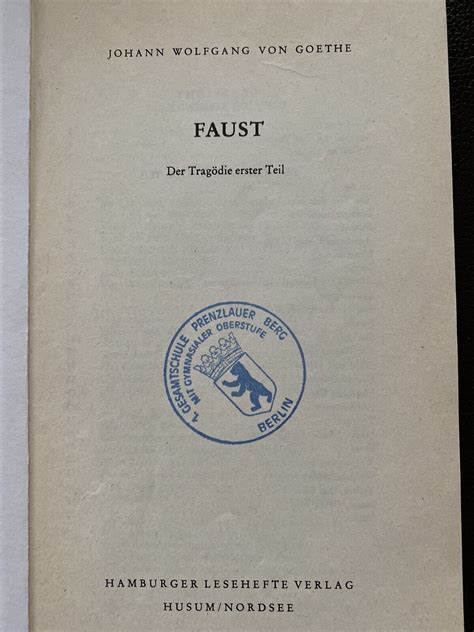 JOHANN WOLFGANG VON GOETHE
FAUST
Der Tragödie erster Teil
1. GESAMTSCHULE PRENZLAUER BERG
MIT GYMNASIALER OBERSTUFE
BERLIN
HAMBURGER LESEHEFTE VERLAG
HUSUM/NORDSEE